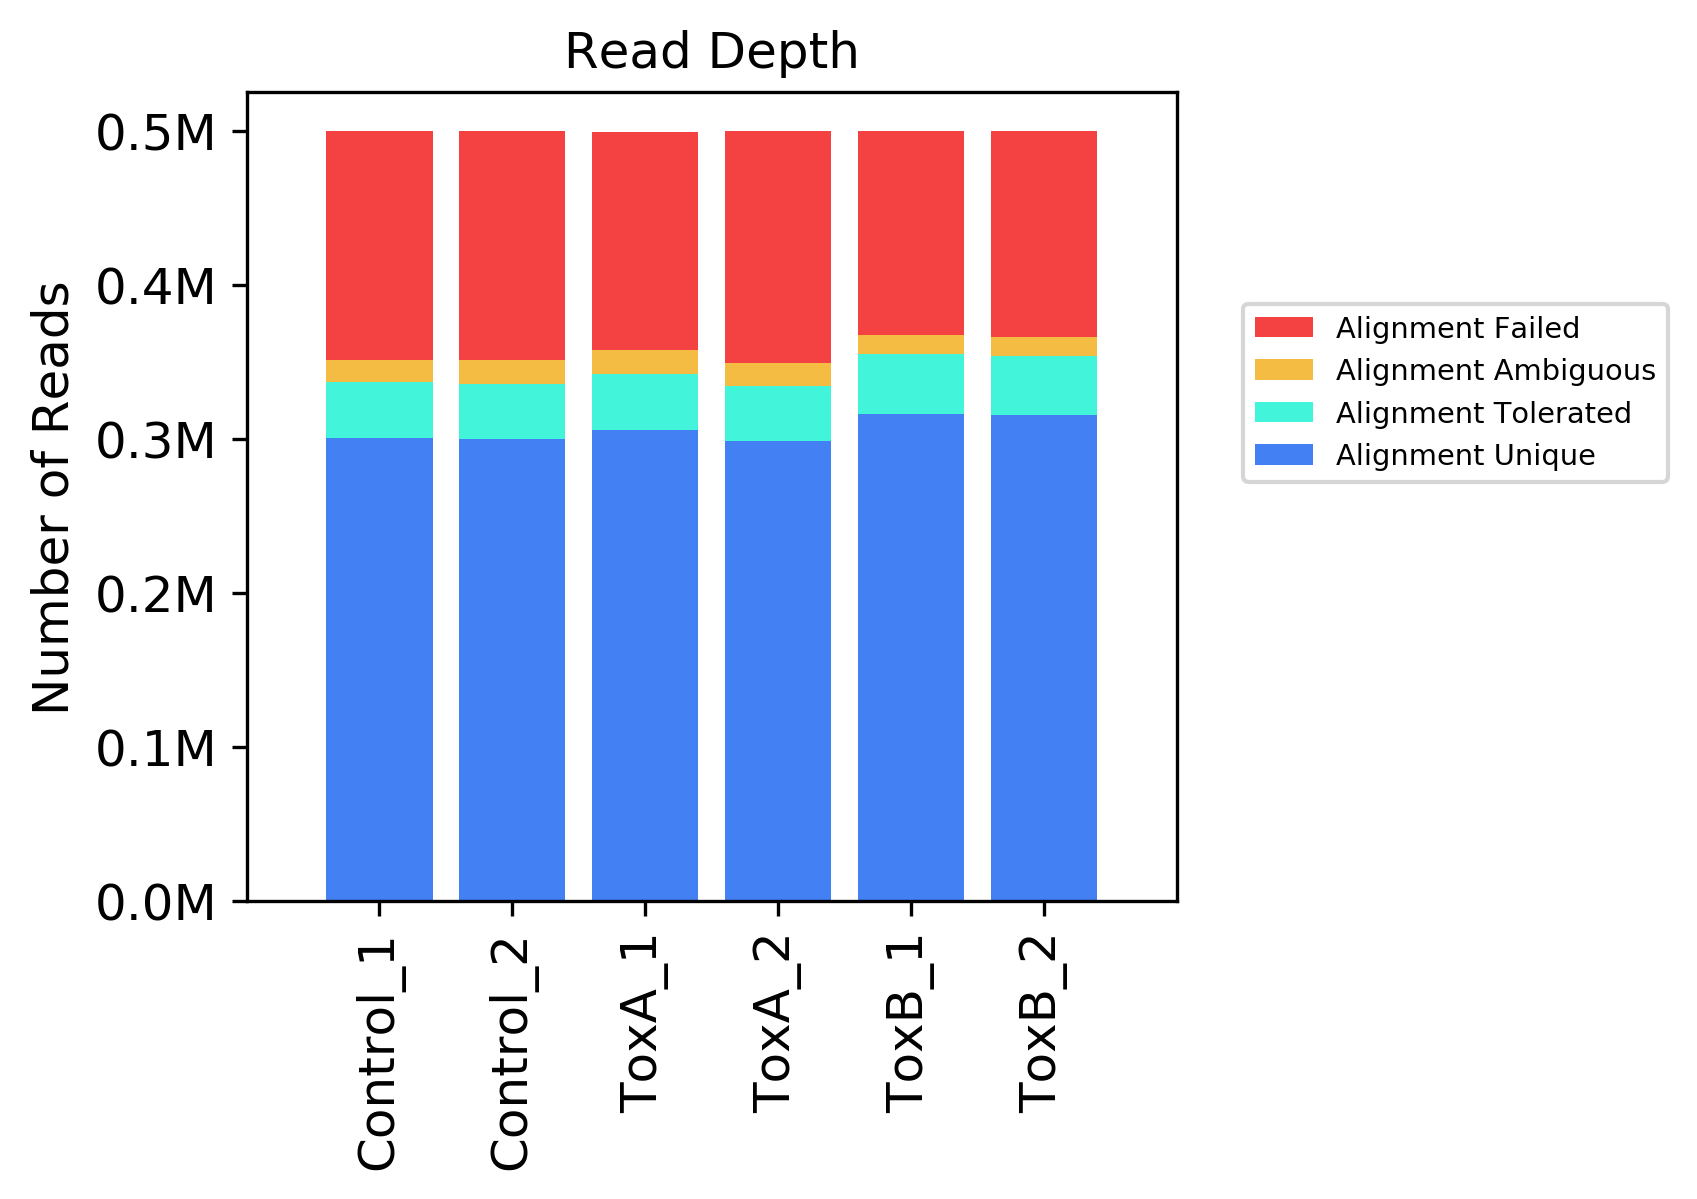 Read Depth
Number of Reads
0.5M
0.4M
0.3M
0.2M
0.1M
0.0M
Control_1
Control_2
ToxA_1
ToxA_2
ToxB_1
ToxB_2
Alignment Failed
Alignment Ambiguous
Alignment Tolerated
Alignment Unique